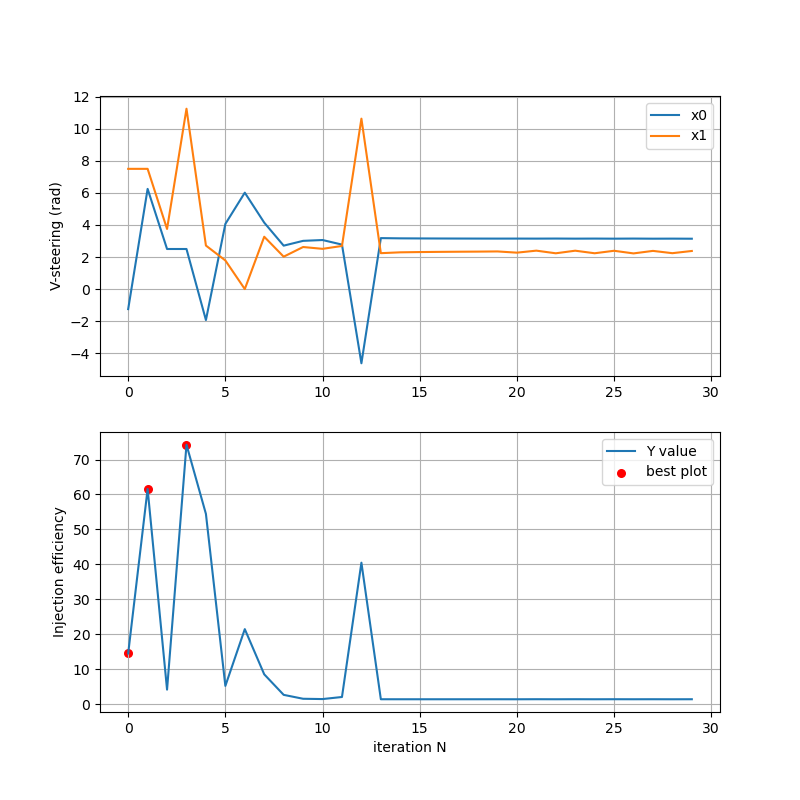 12
10
8
6
4
2
0
−2
−4
V-steering (rad)
x0
x1
0 5 10 15 20 25 30
70
60
50
40
30
20
10
0
Injection efficiency
Y value
best plot
0 5 10 15 20 25 30
iteration N